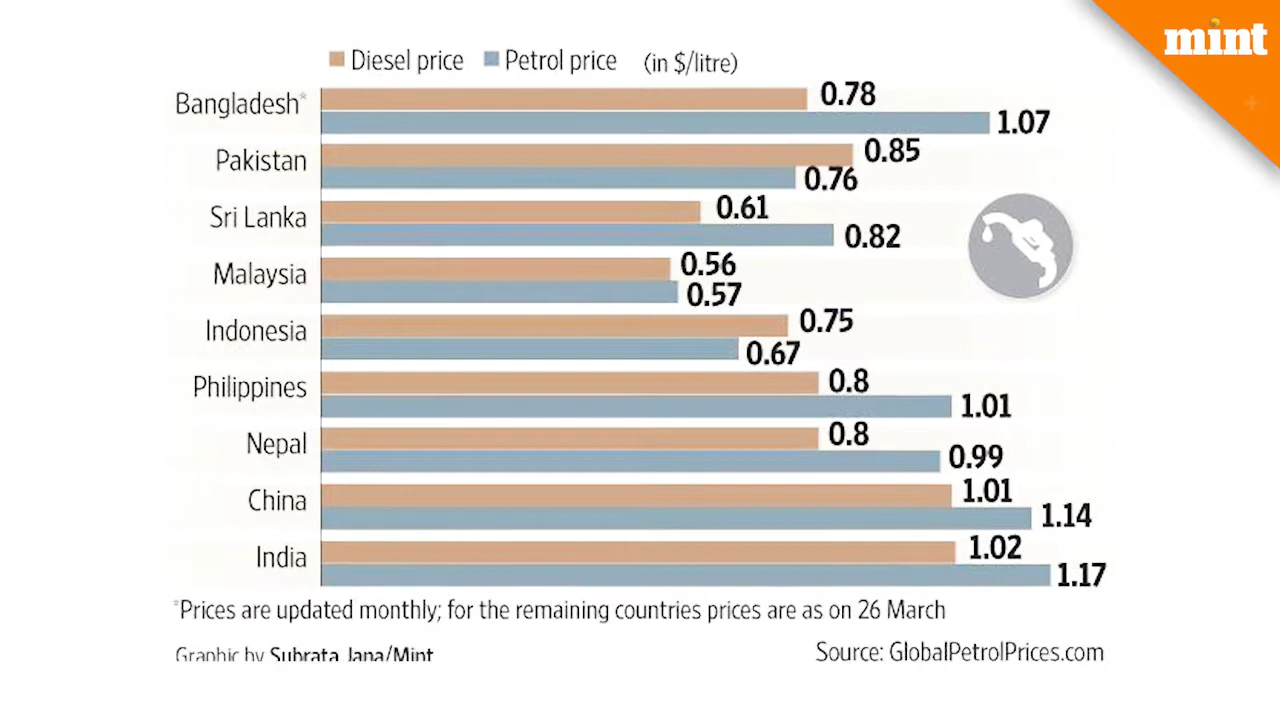 mint
Diesel price Petrol price (in $/litre)
Bangladesh* 0.78
1.07
Pakistan 0.85
0.76
Sri Lanka 0.61
0.82
Malaysia 0.56
0.57
Indonesia 0.75
0.67
Philippines 0.8
1.01
Nepal 0.8
0.99
China 1.01
1.14
India 1.02
1.17
*Prices are updated monthly; for the remaining countries prices are as on 26 March
Graphic by Subrata Jana/Mint
Source: GlobalPetrolPrices.com